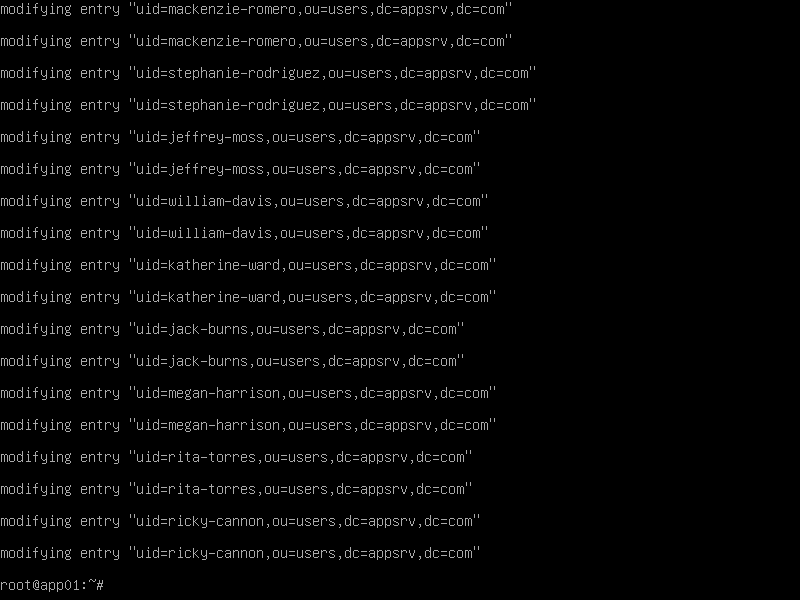 modifying entry "uid=mackenzie-romero,ou=users,dc=appsrv,dc=com"
modifying entry "uid=mackenzie-romero,ou=users,dc=appsrv,dc=com"
modifying entry "uid=stephanie-rodriguez,ou=users,dc=appsrv,dc=com"
modifying entry "uid=stephanie-rodriguez,ou=users,dc=appsrv,dc=com"
modifying entry "uid=jeffrey-moss,ou=users,dc=appsrv,dc=com"
modifying entry "uid=jeffrey-moss,ou=users,dc=appsrv,dc=com"
modifying entry "uid=william-davis,ou=users,dc=appsrv,dc=com"
modifying entry "uid=william-davis,ou=users,dc=appsrv,dc=com"
modifying entry "uid=katherine-ward,ou=users,dc=appsrv,dc=com"
modifying entry "uid=katherine-ward,ou=users,dc=appsrv,dc=com"
modifying entry "uid=jack-burns,ou=users,dc=appsrv,dc=com"
modifying entry "uid=jack-burns,ou=users,dc=appsrv,dc=com"
modifying entry "uid=megan-harrison,ou=users,dc=appsrv,dc=com"
modifying entry "uid=megan-harrison,ou=users,dc=appsrv,dc=com"
modifying entry "uid=rita-torres,ou=users,dc=appsrv,dc=com"
modifying entry "uid=rita-torres,ou=users,dc=appsrv,dc=com"
modifying entry "uid=ricky-cannon,ou=users,dc=appsrv,dc=com"
modifying entry "uid=ricky-cannon,ou=users,dc=appsrv,dc=com"
root@app01:~#